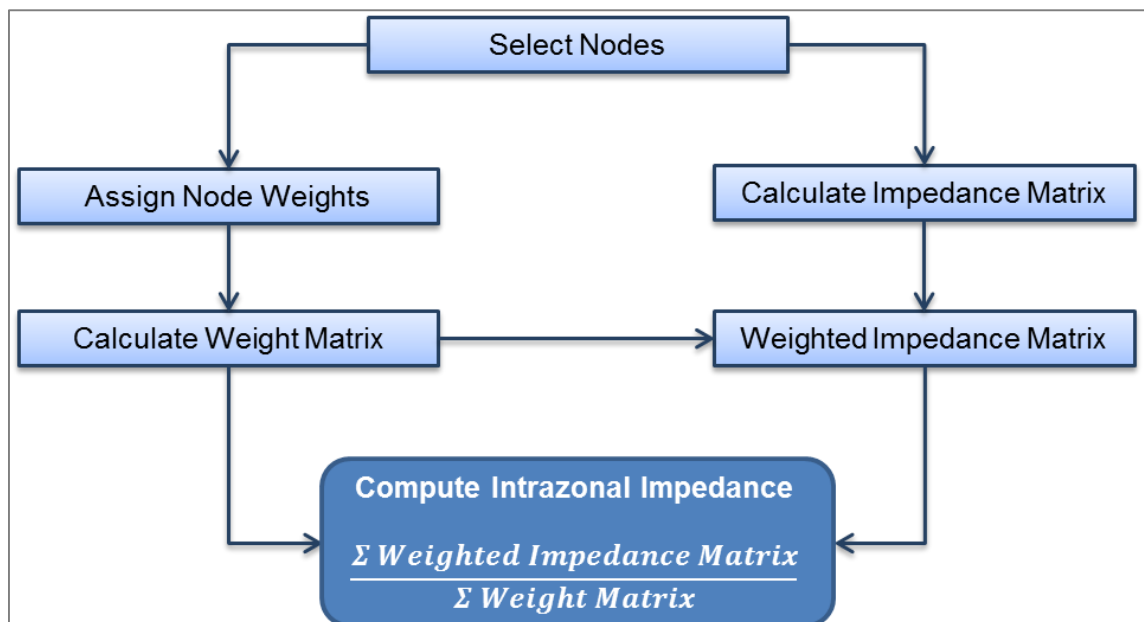 Select Nodes
Assign Node Weights
Calculate Impedance Matrix
Calculate Weight Matrix
Weighted Impedance Matrix
Compute Intrazonal Impedance
Σ Weighted Impedance Matrix
Σ Weight Matrix